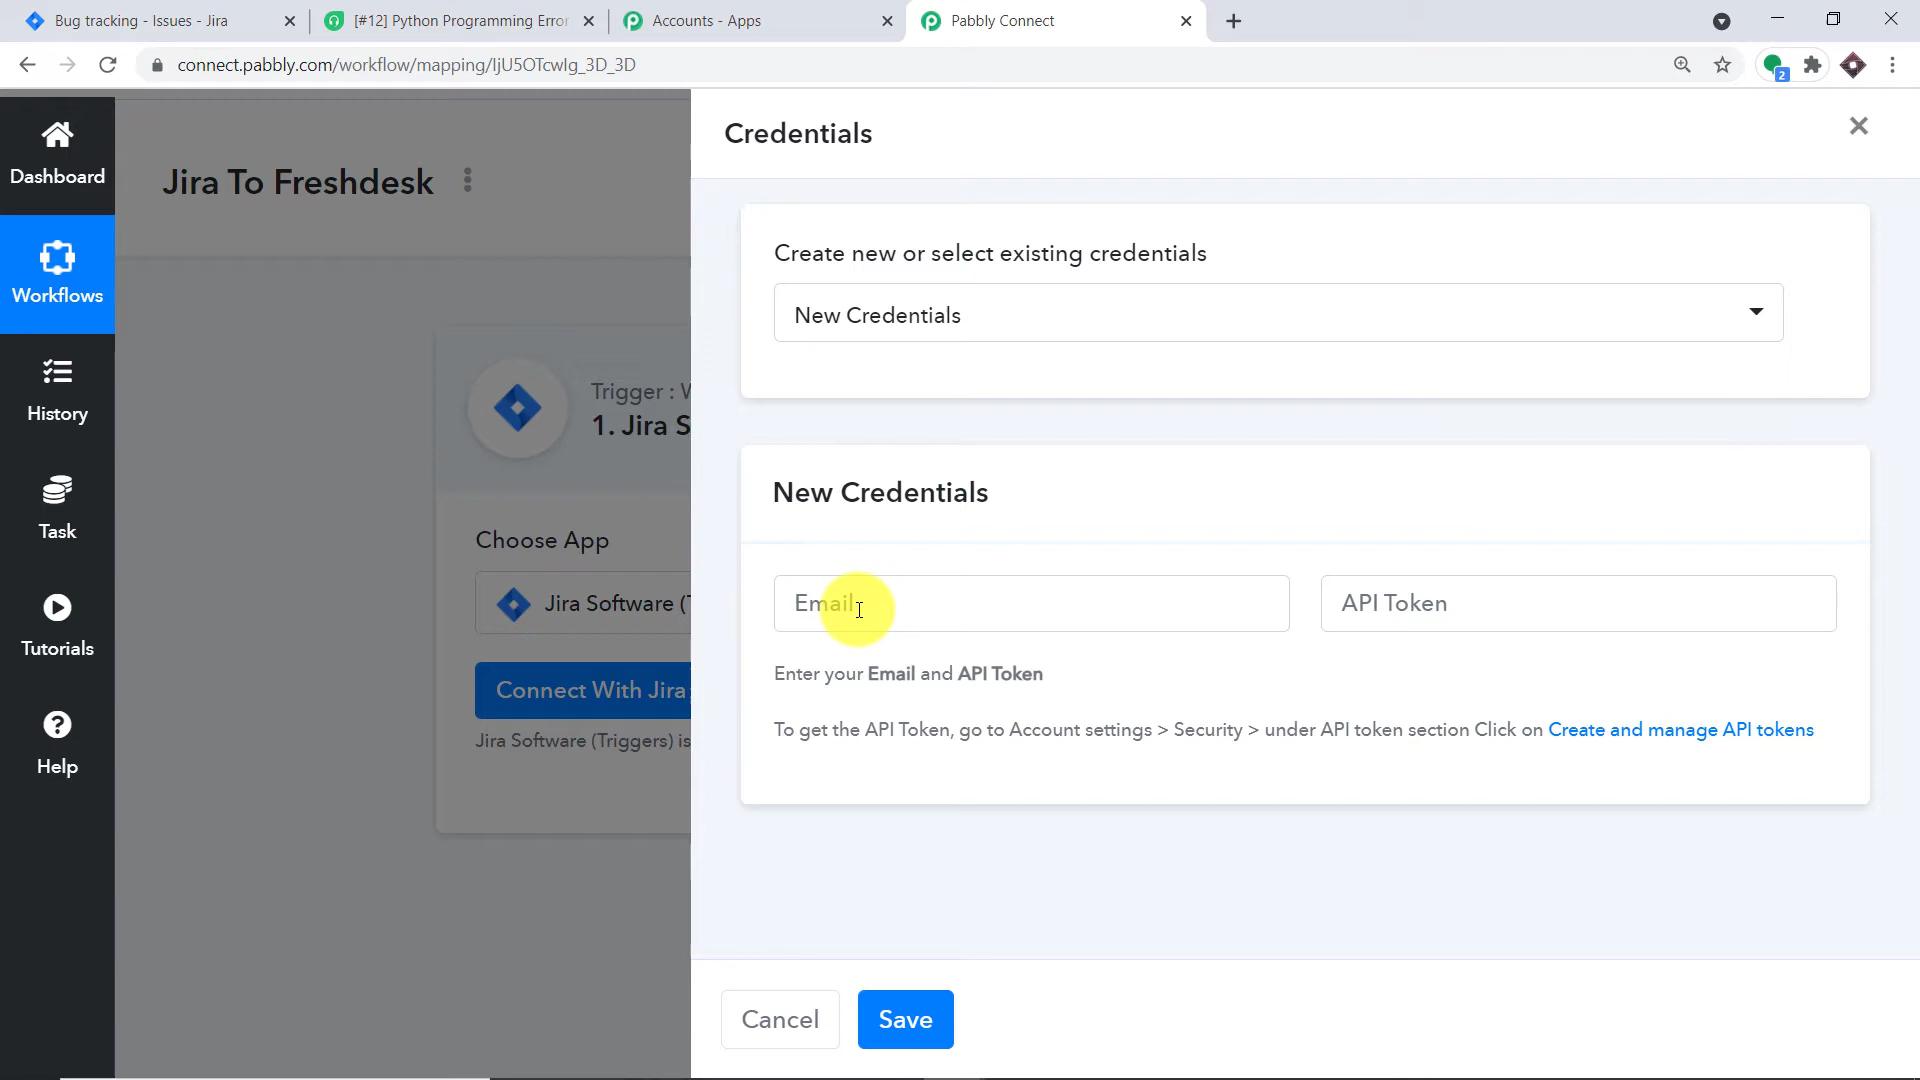 Bug tracking - Issues - Jira
[#12] Python Programming Error
Accounts - Apps
Pabbly Connect
connect.pabbly.com/workflow/mapping/IjU5OTcwIg_3D_3D
2
Dashboard
Workflows
History
Task
Tutorials
Help
Jira To Freshdesk
Trigger : W
1. Jira S
Choose App
Jira Software (T
Connect With Jira
Jira Software (Triggers) is
Credentials
Create new or select existing credentials
New Credentials
New Credentials
Email
API Token
Enter your Email and API Token
To get the API Token, go to Account settings > Security > under API token section Click on Create and manage API tokens
Cancel
Save